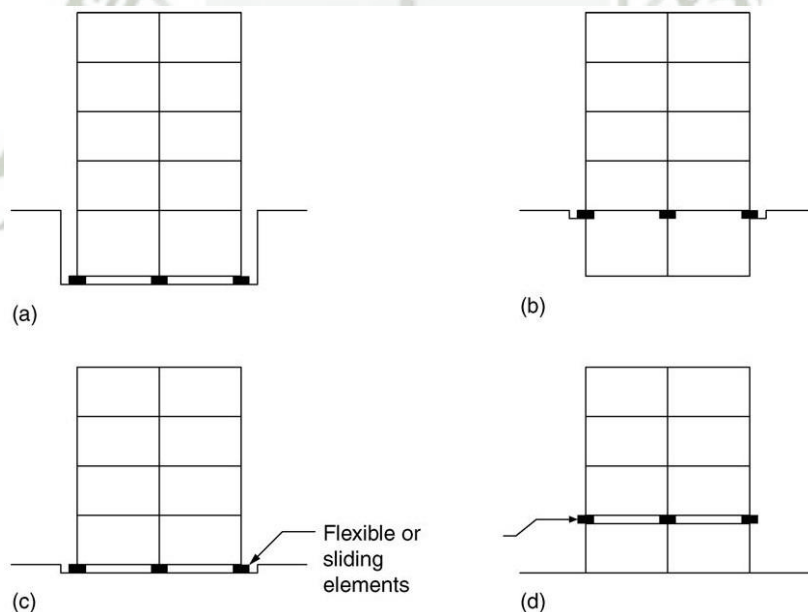 (a)
(b)
Flexible or
sliding
elements
(c)
(d)